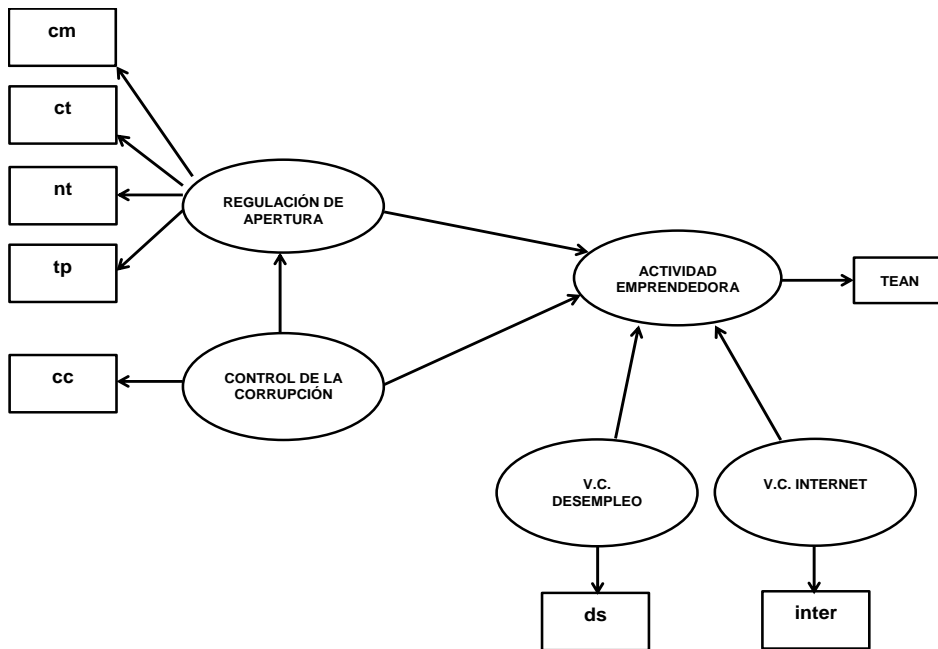 cm
ct
nt
tp
cc
REGULACIÓN DE
APERTURA
CONTROL DE LA
CORRUPCIÓN
ACTIVIDAD
EMPRENDEDORA
TEAN
V.C.
DESEMPLEO
V.C. INTERNET
ds
inter